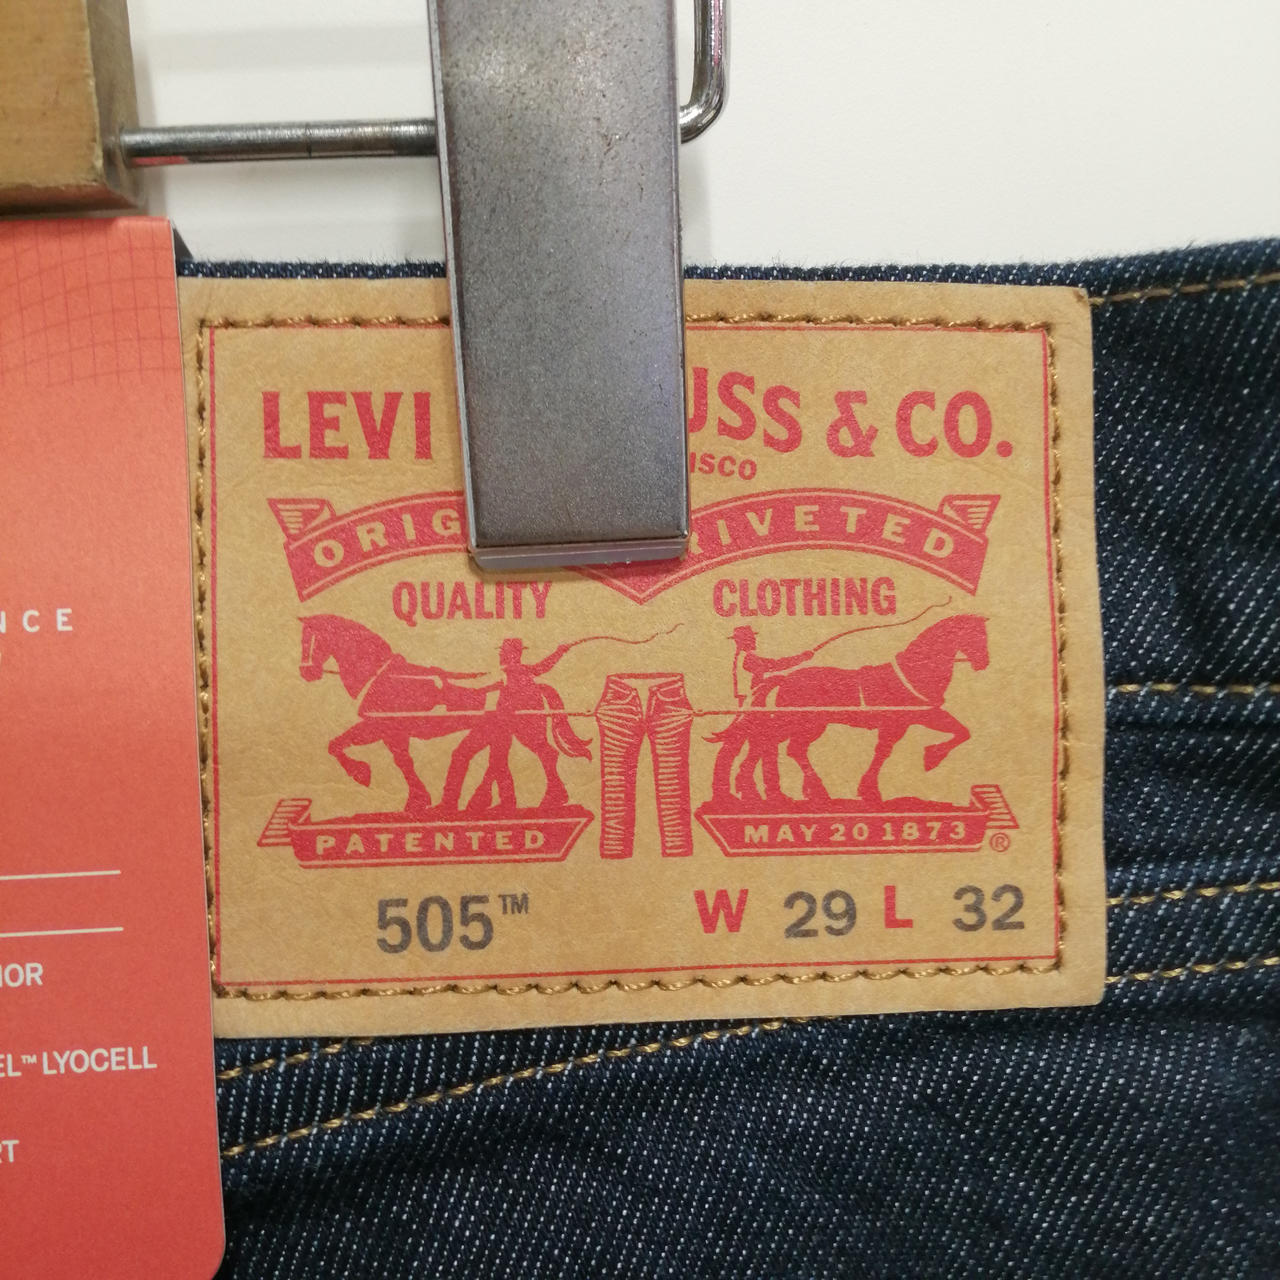 LEVI USS & CO.
ISCO
ORIG RIVETED
QUALITY CLOTHING
PATENTED MAY 20 1873 ®
505™ W 29 L 32
NCE
IOR
EL™ LYOCELL
RT